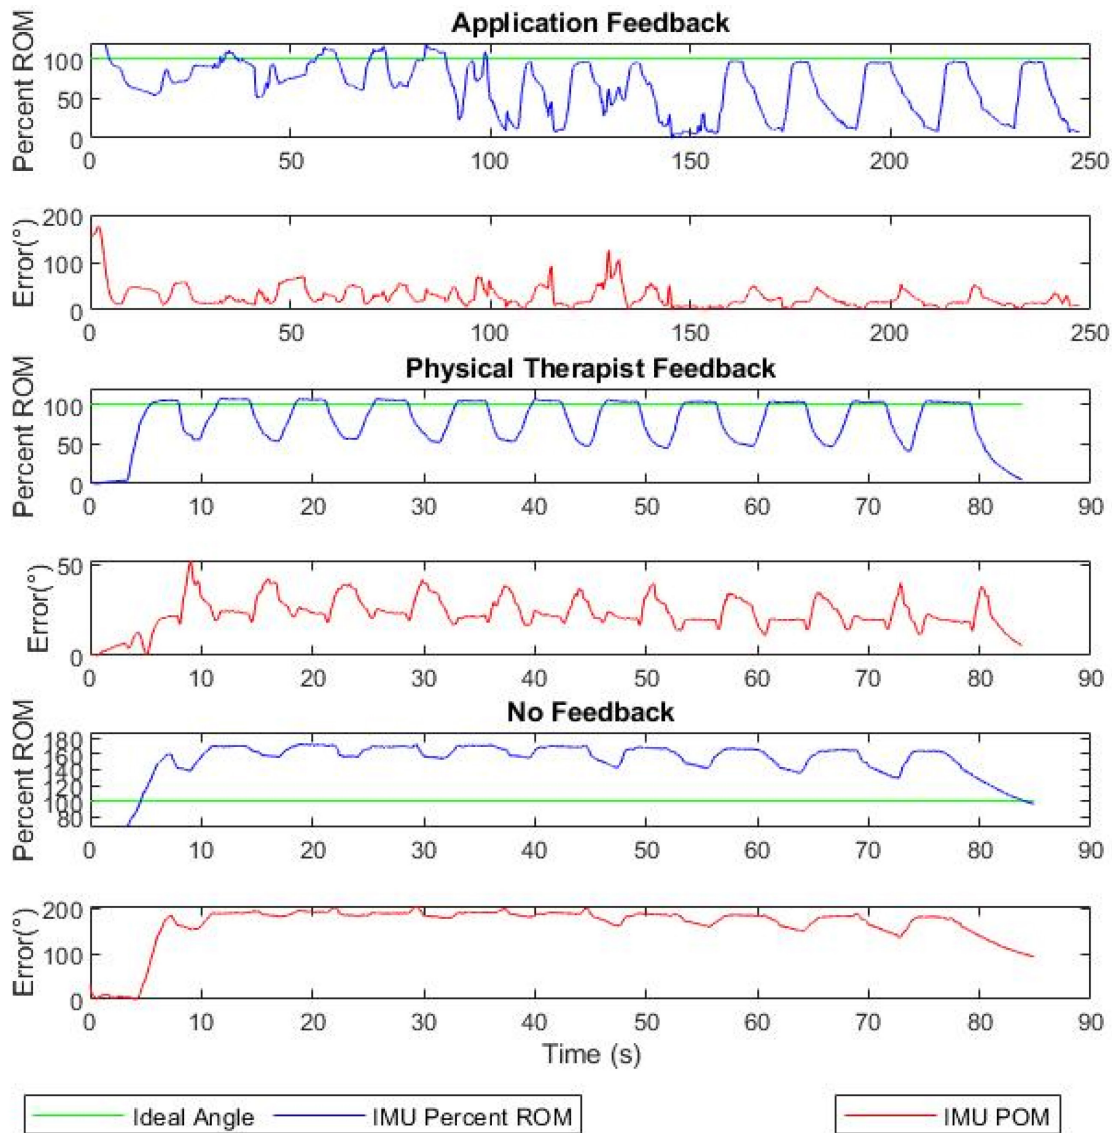 Application Feedback
Percent ROM
100
50
0
0 50 100 150 200 250
Error(°)
200
100
0
0 50 100 150 200 250
Physical Therapist Feedback
Percent ROM
100
50
0
0 10 20 30 40 50 60 70 80 90
Error(°)
50
0
0 10 20 30 40 50 60 70 80 90
No Feedback
Percent ROM
180
160
140
120
100
80
0 10 20 30 40 50 60 70 80 90
Error(°)
200
100
0
0 10 20 30 40 50 60 70 80 90
Time (s)
Ideal Angle IMU Percent ROM IMU POM